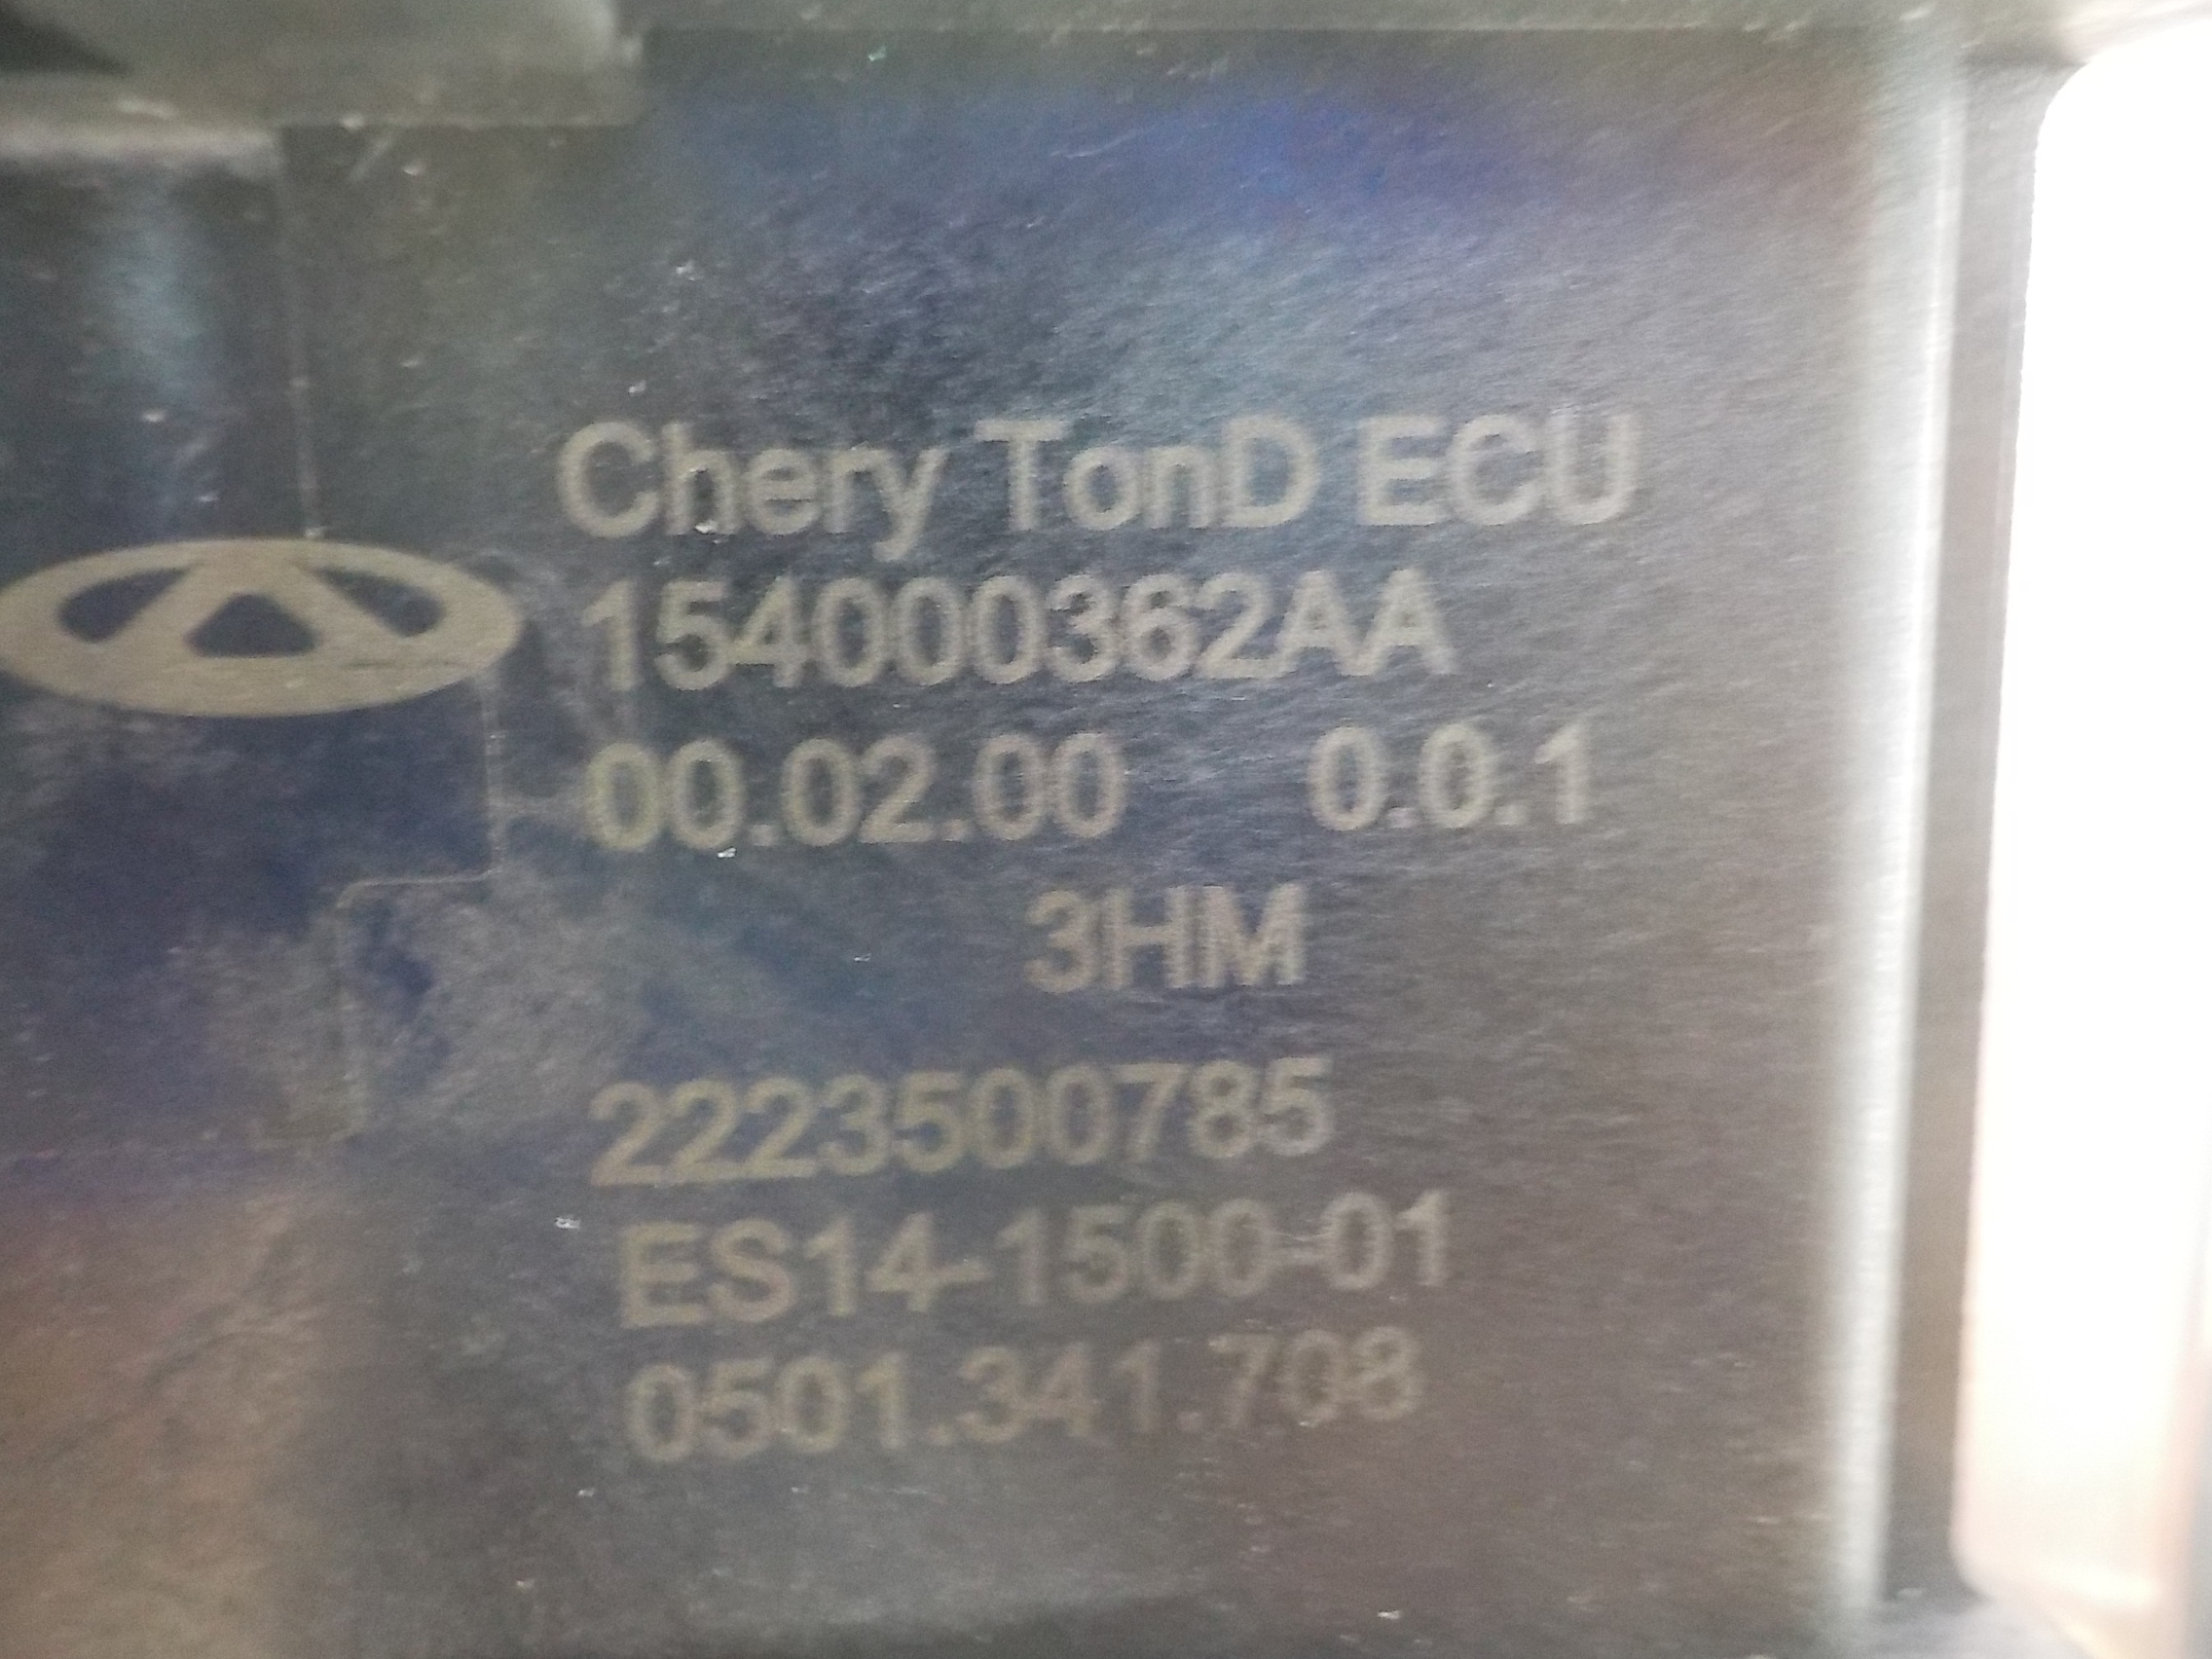 Chery TonD ECU
154000362AA
00.02.00 0.0.1
3HM
2223500785
ES14-1500-01
0501.341.708